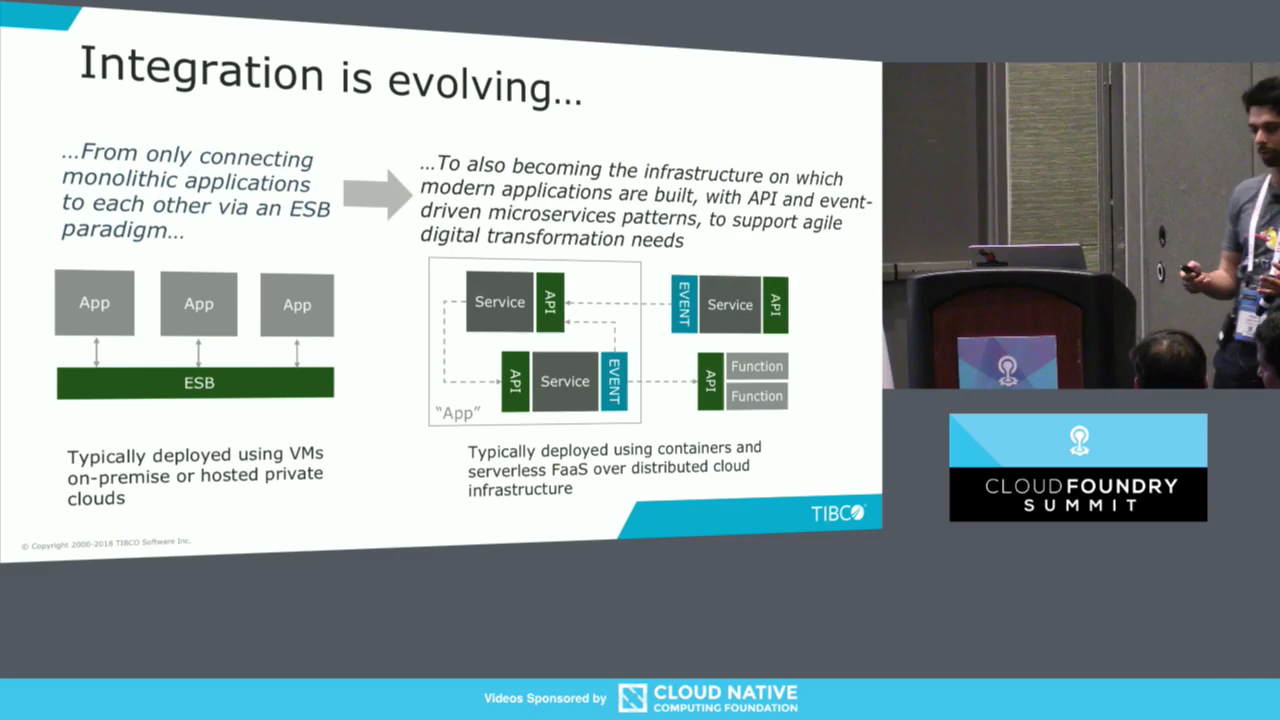 Integration is evolving...
...From only connecting
monolithic applications
to each other via an ESB
paradigm...
...To also becoming the infrastructure on which
modern applications are built, with API and event-
driven microservices patterns, to support agile
digital transformation needs
App
App
App
ESB
Service
API
EVENT
Service
API
API
Service
EVENT
API
Function
Function
"App"
Typically deployed using VMs
on-premise or hosted private
clouds
Typically deployed using containers and
serverless FaaS over distributed cloud
infrastructure
TIBCO
© Copyright 2000-2018 TIBCO Software Inc.
CLOUDFOUNDRY
SUMMIT
Videos Sponsored by
CLOUD NATIVE
COMPUTING FOUNDATION